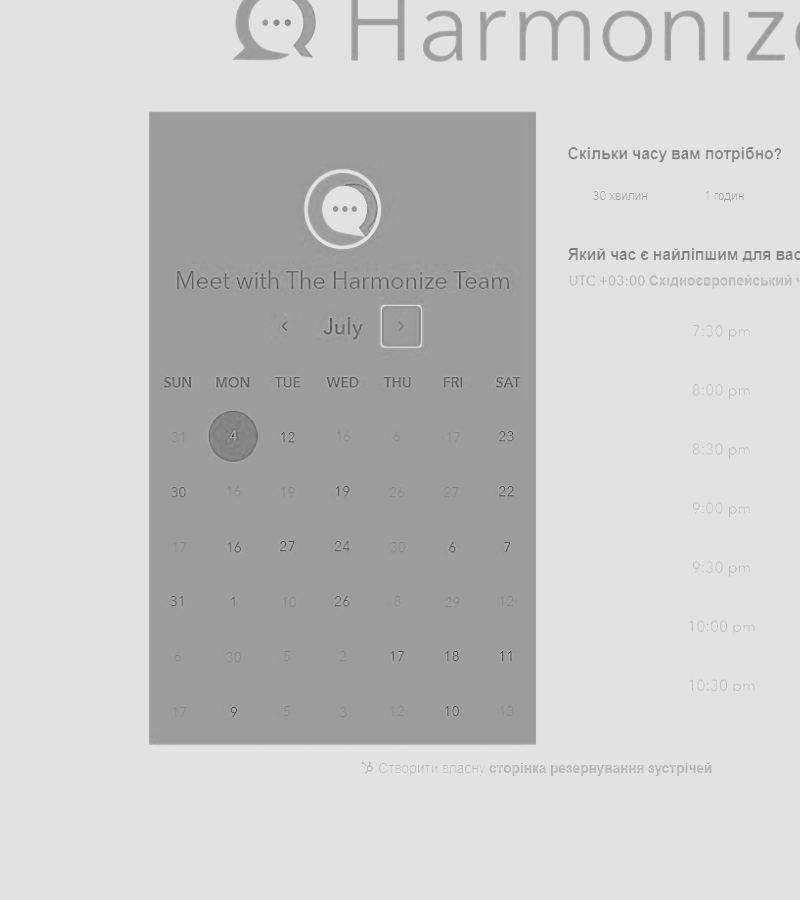 Harmonize
Meet with The Harmonize Team
July
SUN MON TUE WED THU FRI SAT
31 4 12 16 6 17 23
30 16 19 19 26 27 22
17 16 27 24 30 6 7
31 1 10 26 8 29 12
6 30 5 2 17 18 11
17 9 5 3 12 10 13
Скільки часу вам потрібно?
30 хвилин 1 годин
Який час є найліпшим для вас
UTC +03:00 Східноєвропейський ч
7:30 pm
8:00 pm
8:30 pm
9:00 pm
9:30 pm
10:00 pm
10:30 pm
Створити власну сторінка резервування зустрічей